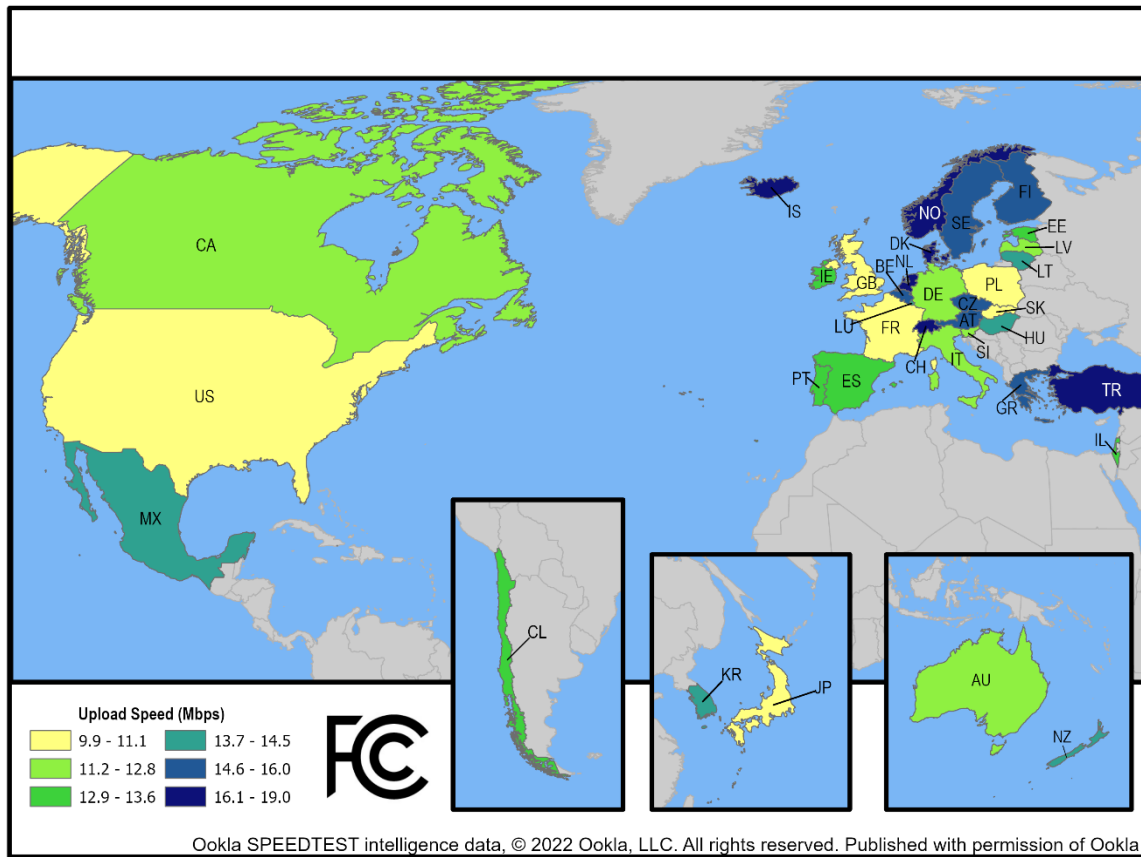 CA
US
MX
IS
NO
SE
FI
DK
EE
LV
LT
NL
BE
IE
GB
DE
PL
CZ
SK
LU
FR
AT
HU
CH
SI
IT
PT
ES
GR
TR
IL
CL
KR
JP
AU
NZ
Upload Speed (Mbps)
9.9 - 11.1
13.7 - 14.5
11.2 - 12.8
14.6 - 16.0
12.9 - 13.6
16.1 - 19.0
FCC
Ookla SPEEDTEST intelligence data, © 2022 Ookla, LLC. All rights reserved. Published with permission of Ookla